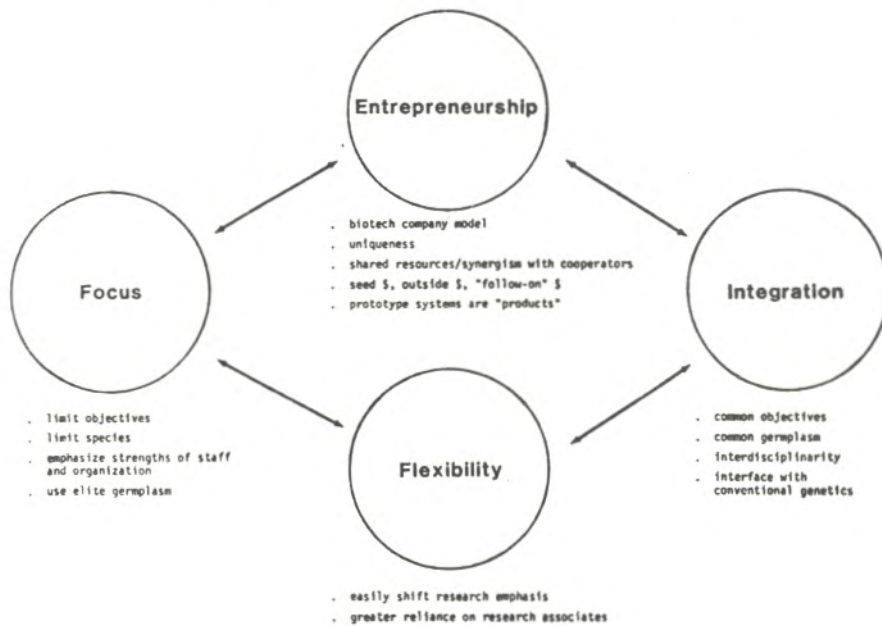 Entrepreneurship
. biotech company model
. uniqueness
. shared resources/synergism with cooperators
. seed $, outside $, "follow-on" $
. prototype systems are "products"
Focus
. limit objectives
. limit species
. emphasize strengths of staff
and organization
. use elite germplasm
Integration
. common objectives
. common germplasm
. interdisciplinarity
. interface with
conventional genetics
Flexibility
. easily shift research emphasis
. greater reliance on research associates